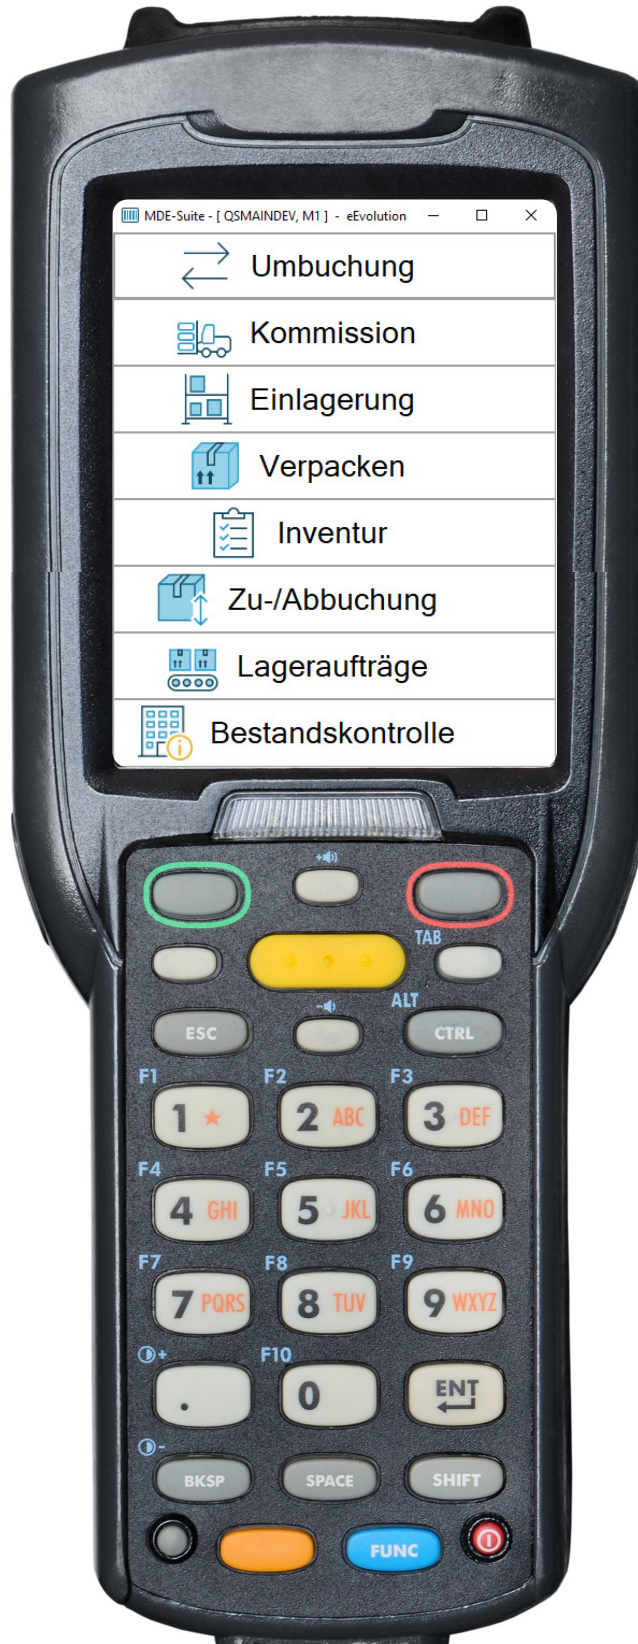 MDE-Suite - [ QSMAINDEV, M1 ] - eEvolution
Umbuchung
Kommission
Einlagerung
Verpacken
Inventur
Zu-/Abbuchung
Lageraufträge
Bestandskontrolle
TAB
ALT
ESC
CTRL
F1 F2 F3
1 ★ 2 ABC 3 DEF
F4 F5 F6
4 GHI 5 JKL 6 MNO
F7 F8 F9
7 PQRS 8 TUV 9 WXYZ
+ F10
. 0 ENT
-
BKSP SPACE SHIFT
FUNC